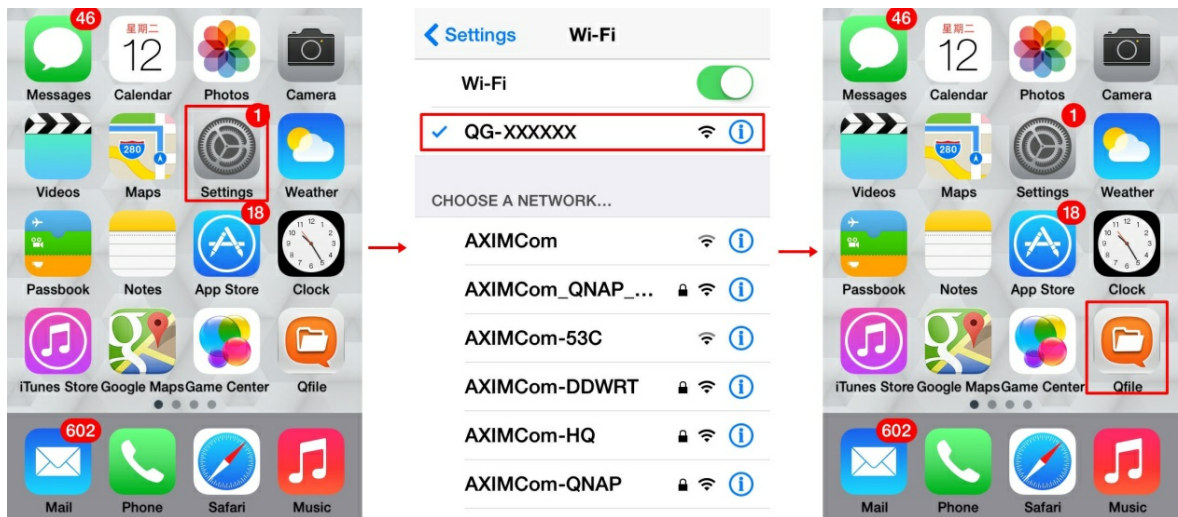 46
星期二
12
Messages Calendar Photos Camera
1
280
Videos Maps Settings Weather
18
12
Passbook Notes App Store Clock
iTunes Store Google Maps Game Center Qfile
602
Mail Phone Safari Music
Settings Wi-Fi
Wi-Fi
QG-XXXXXX
CHOOSE A NETWORK...
AXIMCom
AXIMCom_QNAP_...
AXIMCom-53C
AXIMCom-DDWRT
AXIMCom-HQ
AXIMCom-QNAP
46
星期二
12
Messages Calendar Photos Camera
1
280
Videos Maps Settings Weather
18
12
Passbook Notes App Store Clock
iTunes Store Google Maps Game Center Qfile
602
Mail Phone Safari Music